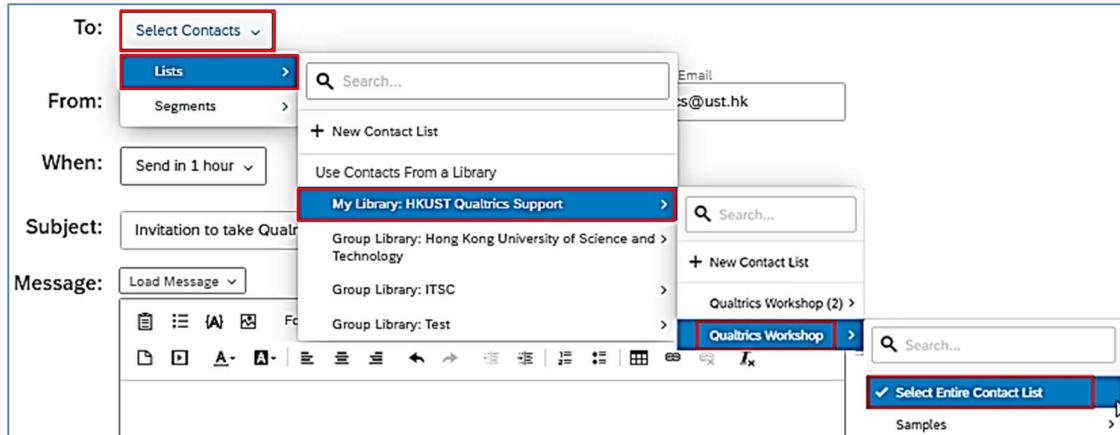 To:
Select Contacts
Lists
Segments
Search...
+ New Contact List
Use Contacts From a Library
My Library: HKUST Qualtrics Support
Group Library: Hong Kong University of Science and
Technology
Group Library: ITSC
Group Library: Test
Search...
+ New Contact List
Qualtrics Workshop (2)
Qualtrics Workshop
Search...
Select Entire Contact List
Samples
From:
Email
s@ust.hk
When:
Send in 1 hour
Subject:
Invitation to take
Message:
Load Message